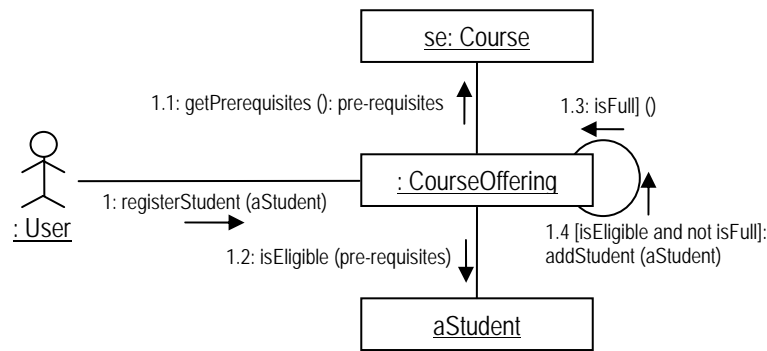 se: Course
1.1: getPrerequisites (): pre-requisites
1.3: isFull] ()
: CourseOffering
1: registerStudent (aStudent)
: User
1.4 [isEligible and not isFull]:
addStudent (aStudent)
1.2: isEligible (pre-requisites)
aStudent